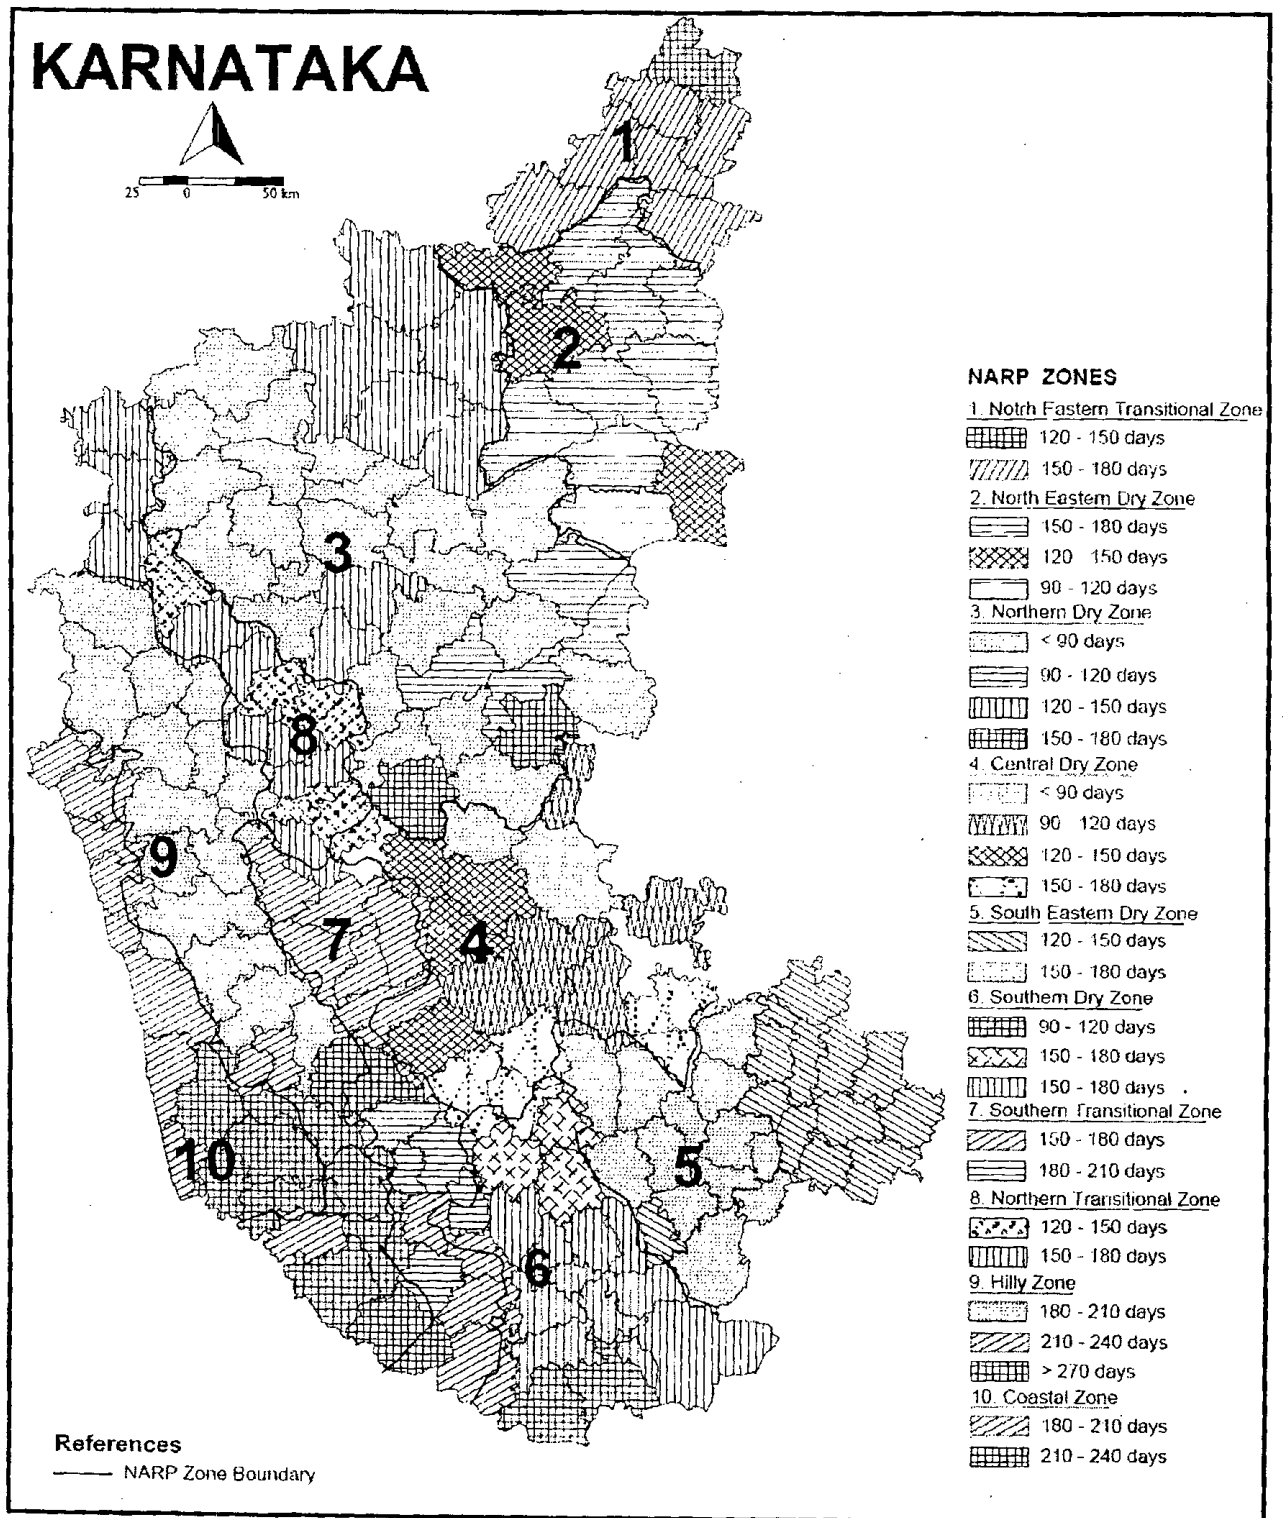 KARNATAKA
25 0 50 km
1
2
3
8
9
7
4
10
5
6
NARP ZONES
1. Notrh Eastern Transitional Zone
120 - 150 days
150 - 180 days
2. North Eastern Dry Zone
150 - 180 days
120 150 days
90 - 120 days
3. Northern Dry Zone
< 90 days
90 - 120 days
120 - 150 days
150 - 180 days
4. Central Dry Zone
< 90 days
90 120 days
120 - 150 days
150 - 180 days
5. South Eastern Dry Zone
120 - 150 days
150 - 180 days
6. Southern Dry Zone
90 - 120 days
150 - 180 days
150 - 180 days
7. Southern Transitional Zone
150 - 180 days
180 - 210 days
8. Northern Transitional Zone
120 - 150 days
150 - 180 days
9. Hilly Zone
180 - 210 days
210 - 240 days
> 270 days
10. Coastal Zone
180 - 210 days
210 - 240 days
References
NARP Zone Boundary